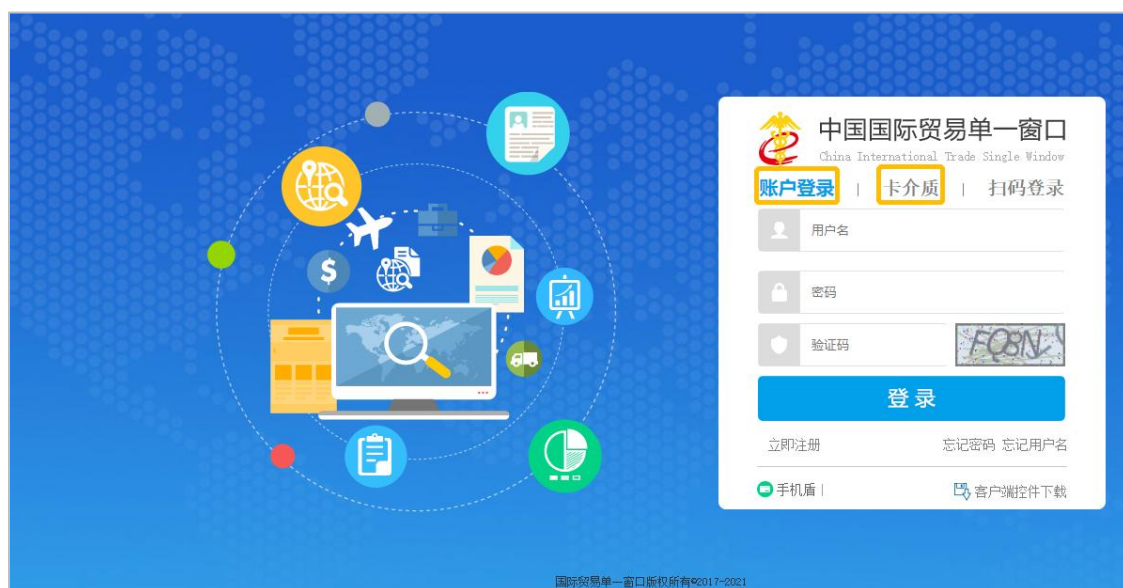 中国国际贸易单一窗口
China International Trade Single Window
账户登录 | 卡介质 | 扫码登录
用户名
密码
验证码 FQ8N
登录
立即注册 忘记密码 忘记用户名
手机盾 | 客户端控件下载
$
国际贸易单一窗口版权所有©2017-2021